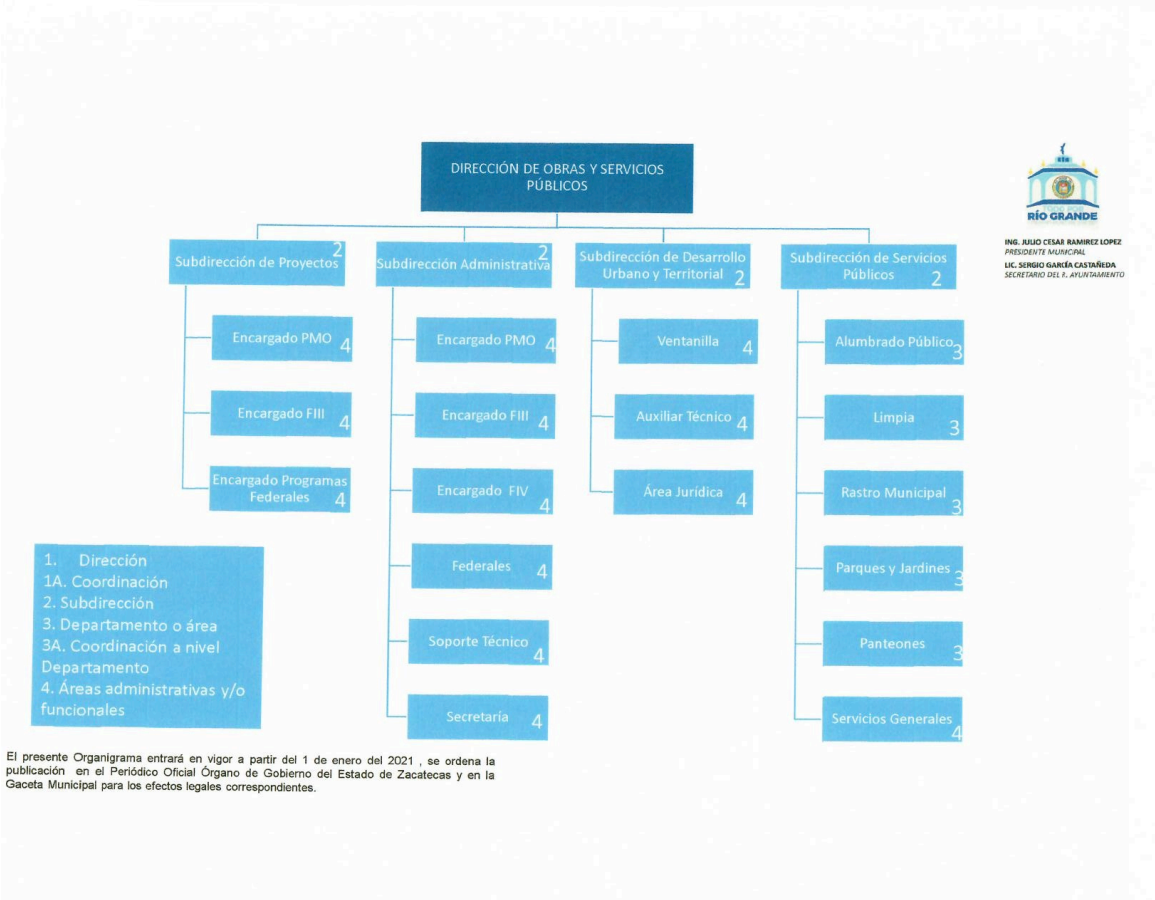 DIRECCIÓN DE OBRAS Y SERVICIOS
PÚBLICOS
RÍO GRANDE
ING. JULIO CESAR RAMIREZ LOPEZ
PRESIDENTE MUNICIPAL
LIC. SERGIO GARCÍA CASTAÑEDA
SECRETARIO DEL R. AYUNTAMIENTO
Subdirección de Proyectos 2
Encargado PMO 4
Encargado FIII 4
Encargado Programas
Federales 4
Subdirección Administrativa 2
Encargado PMO 4
Encargado FIII 4
Encargado FIV 4
Federales 4
Soporte Técnico 4
Secretaría 4
Subdirección de Desarrollo
Urbano y Territorial 2
Ventanilla 4
Auxiliar Técnico 4
Área Jurídica 4
Subdirección de Servicios
Públicos 2
Alumbrado Público 3
Limpia 3
Rastro Municipal 3
Parques y Jardines 3
Panteones 3
Servicios Generales 4
1. Dirección
1A. Coordinación
2. Subdirección
3. Departamento o área
3A. Coordinación a nivel
Departamento
4. Áreas administrativas y/o
funcionales
El presente Organigrama entrará en vigor a partir del 1 de enero del 2021 , se ordena la
publicación en el Periódico Oficial Órgano de Gobierno del Estado de Zacatecas y en la
Gaceta Municipal para los efectos legales correspondientes.